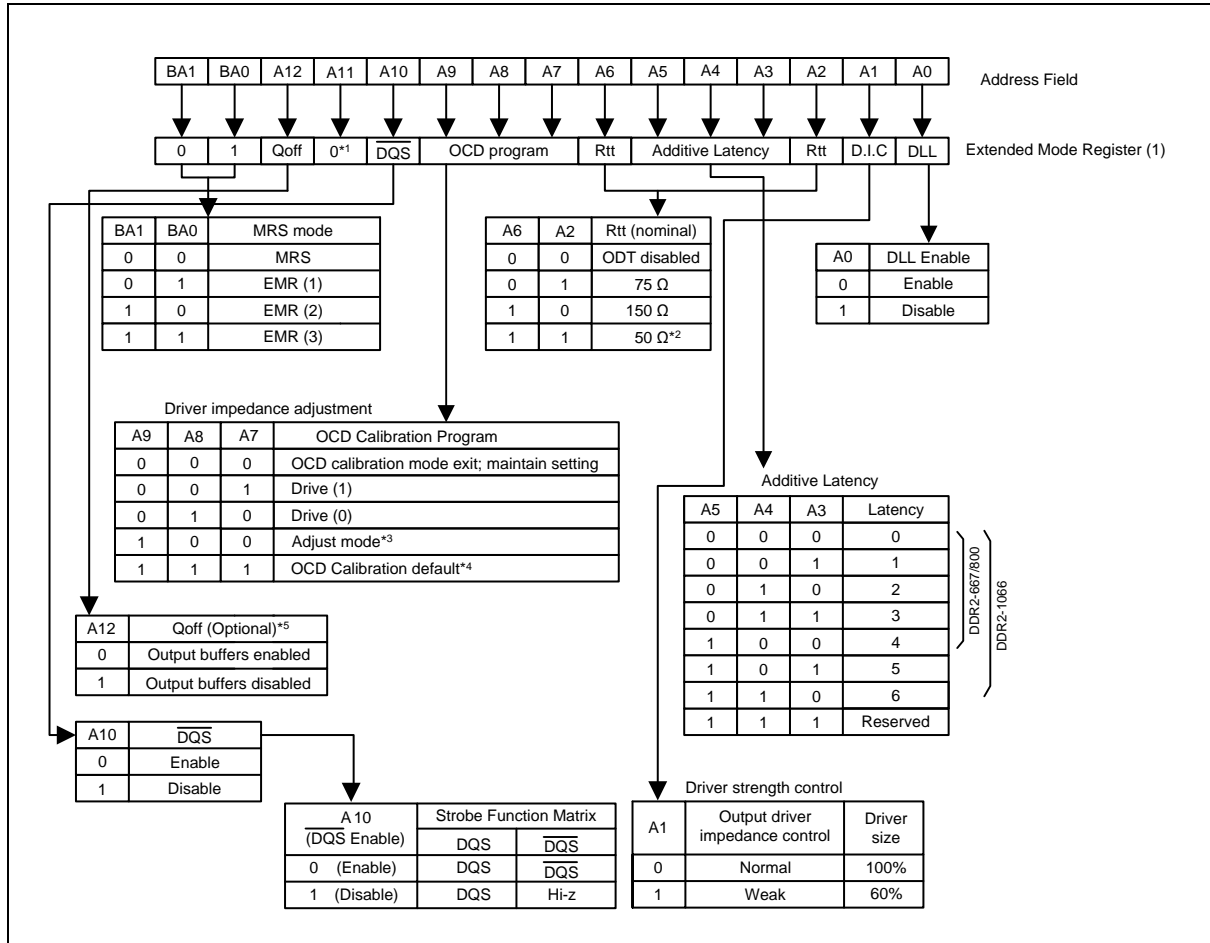 BA1 BA0 A12 A11 A10 A9 A8 A7 A6 A5 A4 A3 A2 A1 A0 Address Field
0 1 Qoff 0*1 D̅Q̅S̅ OCD program Rtt Additive Latency Rtt D.I.C DLL Extended Mode Register (1)
BA1 BA0 MRS mode
0 0 MRS
0 1 EMR (1)
1 0 EMR (2)
1 1 EMR (3)
A6 A2 Rtt (nominal)
0 0 ODT disabled
0 1 75 Ω
1 0 150 Ω
1 1 50 Ω*2
A0 DLL Enable
0 Enable
1 Disable
Driver impedance adjustment
A9 A8 A7 OCD Calibration Program
0 0 0 OCD calibration mode exit; maintain setting
0 0 1 Drive (1)
0 1 0 Drive (0)
1 0 0 Adjust mode*3
1 1 1 OCD Calibration default*4
Additive Latency
A5 A4 A3 Latency
0 0 0 0
0 0 1 1
0 1 0 2
0 1 1 3
1 0 0 4
1 0 1 5
1 1 0 6
1 1 1 Reserved
DDR2-667/800
DDR2-1066
A12 Qoff (Optional)*5
0 Output buffers enabled
1 Output buffers disabled
A10 D̅Q̅S̅
0 Enable
1 Disable
A 10
(D̅Q̅S̅ Enable)
Strobe Function Matrix
DQS D̅Q̅S̅
0 (Enable) DQS D̅Q̅S̅
1 (Disable) DQS Hi-z
Driver strength control
A1 Output driver impedance control Driver size
0 Normal 100%
1 Weak 60%